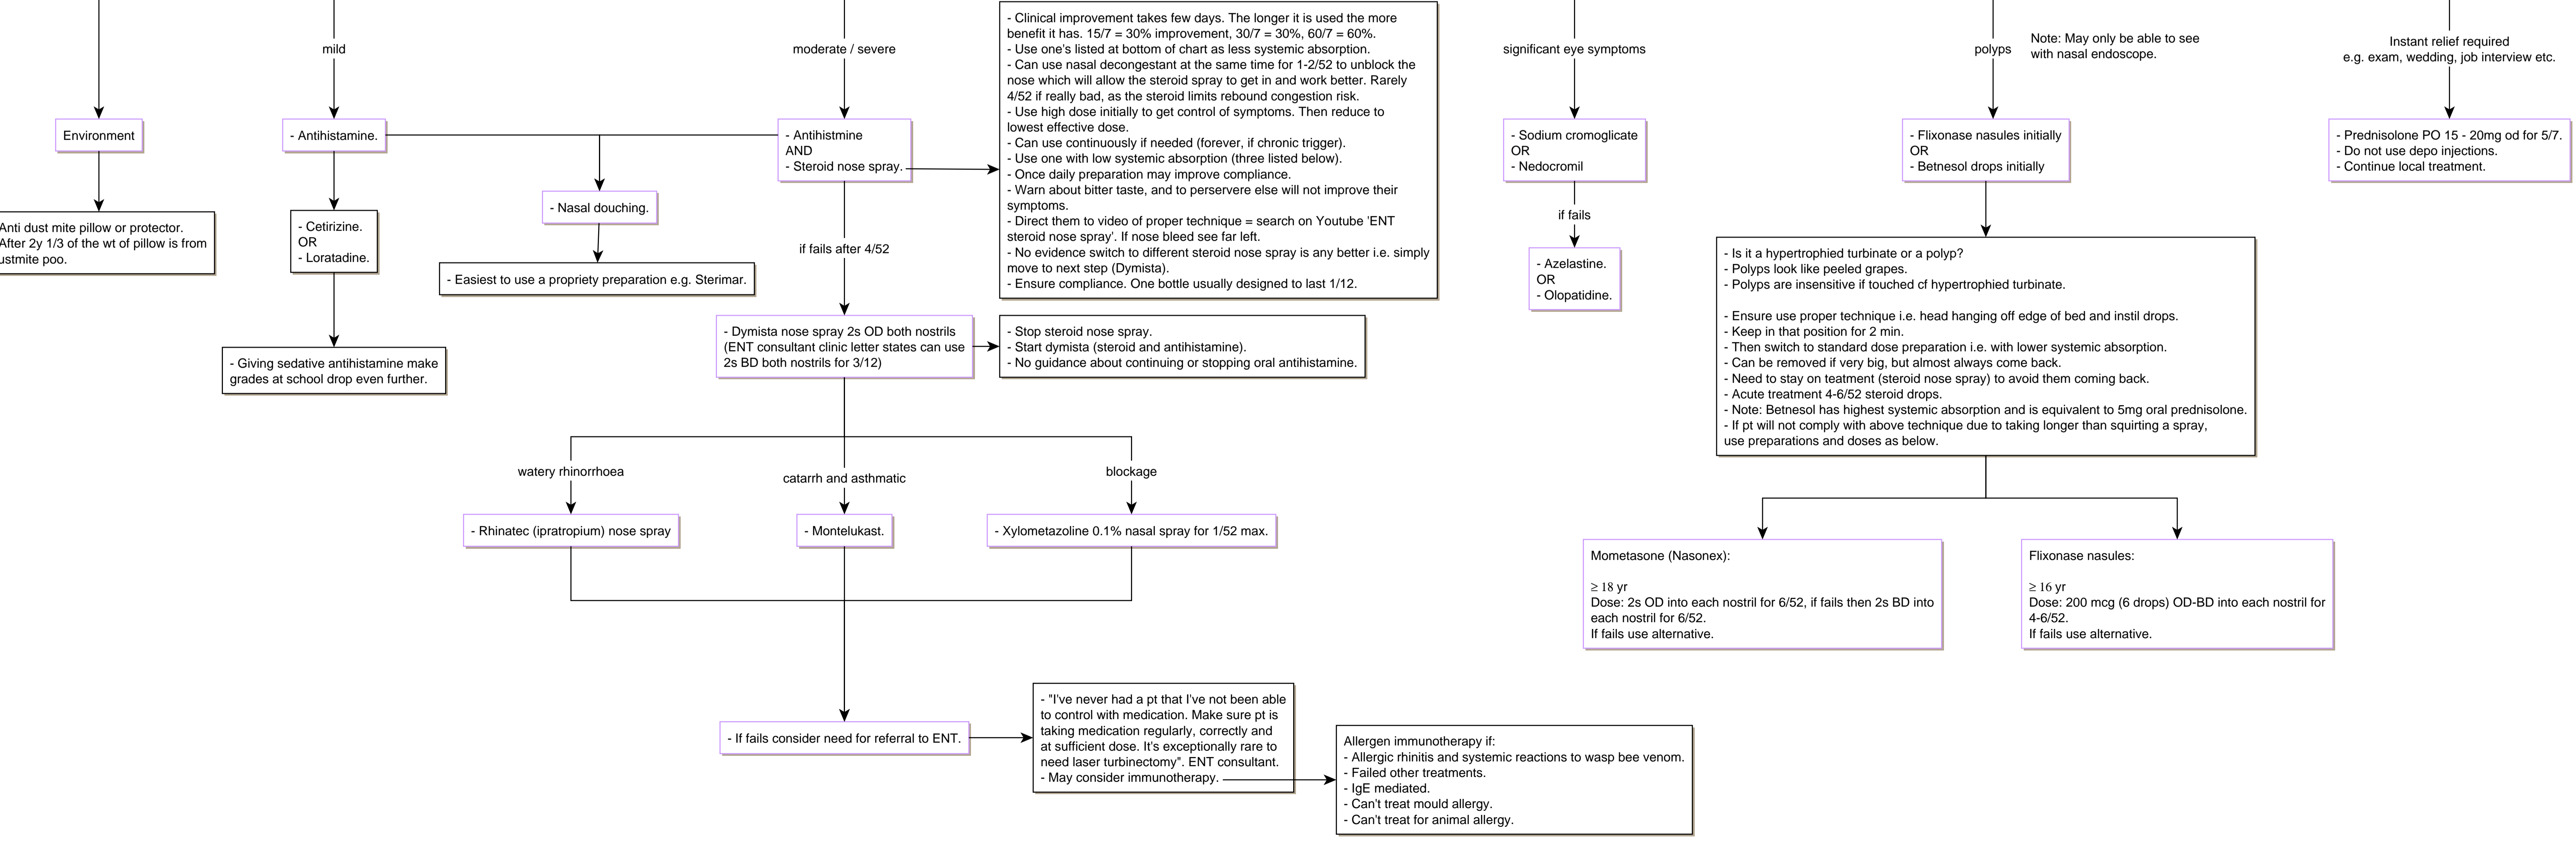 mild
moderate / severe
significant eye symptoms
polyps
Note: May only be able to see
with nasal endoscope.
Instant relief required
e.g. exam, wedding, job interview etc.
- Clinical improvement takes few days. The longer it is used the more
benefit it has. 15/7 = 30% improvement, 30/7 = 30%, 60/7 = 60%.
- Use one's listed at bottom of chart as less systemic absorption.
- Can use nasal decongestant at the same time for 1-2/52 to unblock the
nose which will allow the steroid spray to get in and work better. Rarely
4/52 if really bad, as the steroid limits rebound congestion risk.
- Use high dose initially to get control of symptoms. Then reduce to
lowest effective dose.
- Can use continuously if needed (forever, if chronic trigger).
- Use one with low systemic absorption (three listed below).
- Once daily preparation may improve compliance.
- Warn about bitter taste, and to perservere else will not improve their
symptoms.
- Direct them to video of proper technique = search on Youtube 'ENT
steroid nose spray'. If nose bleed see far left.
- No evidence switch to different steroid nose spray is any better i.e. simply
move to next step (Dymista).
- Ensure compliance. One bottle usually designed to last 1/12.
Environment
Anti dust mite pillow or protector.
After 2y 1/3 of the wt of pillow is from
ustmite poo.
- Antihistamine.
- Cetirizine.
OR
- Loratadine.
- Giving sedative antihistamine make
grades at school drop even further.
- Nasal douching.
- Easiest to use a propriety preparation e.g. Sterimar.
- Antihistmine
AND
- Steroid nose spray.
if fails after 4/52
- Dymista nose spray 2s OD both nostrils
(ENT consultant clinic letter states can use
2s BD both nostrils for 3/12)
- Stop steroid nose spray.
- Start dymista (steroid and antihistamine).
- No guidance about continuing or stopping oral antihistamine.
watery rhinorrhoea
catarrh and asthmatic
blockage
- Rhinatec (ipratropium) nose spray
- Montelukast.
- Xylometazoline 0.1% nasal spray for 1/52 max.
- If fails consider need for referral to ENT.
- "I've never had a pt that I've not been able
to control with medication. Make sure pt is
taking medication regularly, correctly and
at sufficient dose. It's exceptionally rare to
need laser turbinectomy". ENT consultant.
- May consider immunotherapy.
Allergen immunotherapy if:
- Allergic rhinitis and systemic reactions to wasp bee venom.
- Failed other treatments.
- IgE mediated.
- Can't treat mould allergy.
- Can't treat for animal allergy.
- Sodium cromoglicate
OR
- Nedocromil
if fails
- Azelastine.
OR
- Olopatidine.
- Flixonase nasules initially
OR
- Betnesol drops initially
- Is it a hypertrophied turbinate or a polyp?
- Polyps look like peeled grapes.
- Polyps are insensitive if touched cf hypertrophied turbinate.
- Ensure use proper technique i.e. head hanging off edge of bed and instil drops.
- Keep in that position for 2 min.
- Then switch to standard dose preparation i.e. with lower systemic absorption.
- Can be removed if very big, but almost always come back.
- Need to stay on teatment (steroid nose spray) to avoid them coming back.
- Acute treatment 4-6/52 steroid drops.
- Note: Betnesol has highest systemic absorption and is equivalent to 5mg oral prednisolone.
- If pt will not comply with above technique due to taking longer than squirting a spray,
use preparations and doses as below.
Mometasone (Nasonex):
≥ 18 yr
Dose: 2s OD into each nostril for 6/52, if fails then 2s BD into
each nostril for 6/52.
If fails use alternative.
Flixonase nasules:
≥ 16 yr
Dose: 200 mcg (6 drops) OD-BD into each nostril for
4-6/52.
If fails use alternative.
- Prednisolone PO 15 - 20mg od for 5/7.
- Do not use depo injections.
- Continue local treatment.